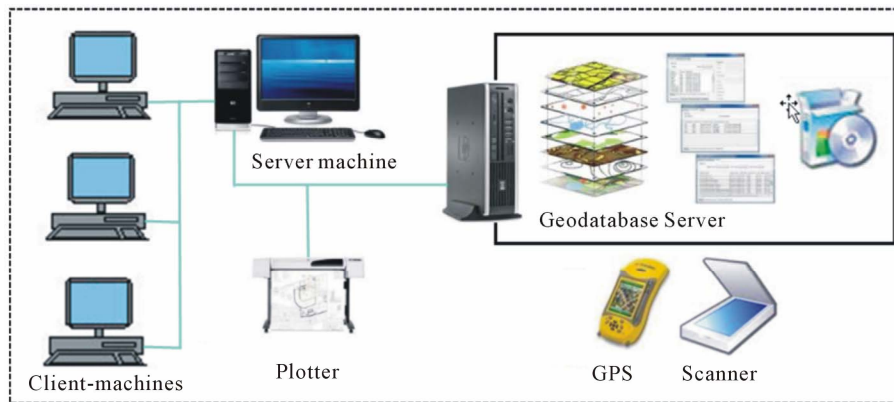 Server machine
Geodatabase Server
Client-machines
Plotter
GPS
Scanner